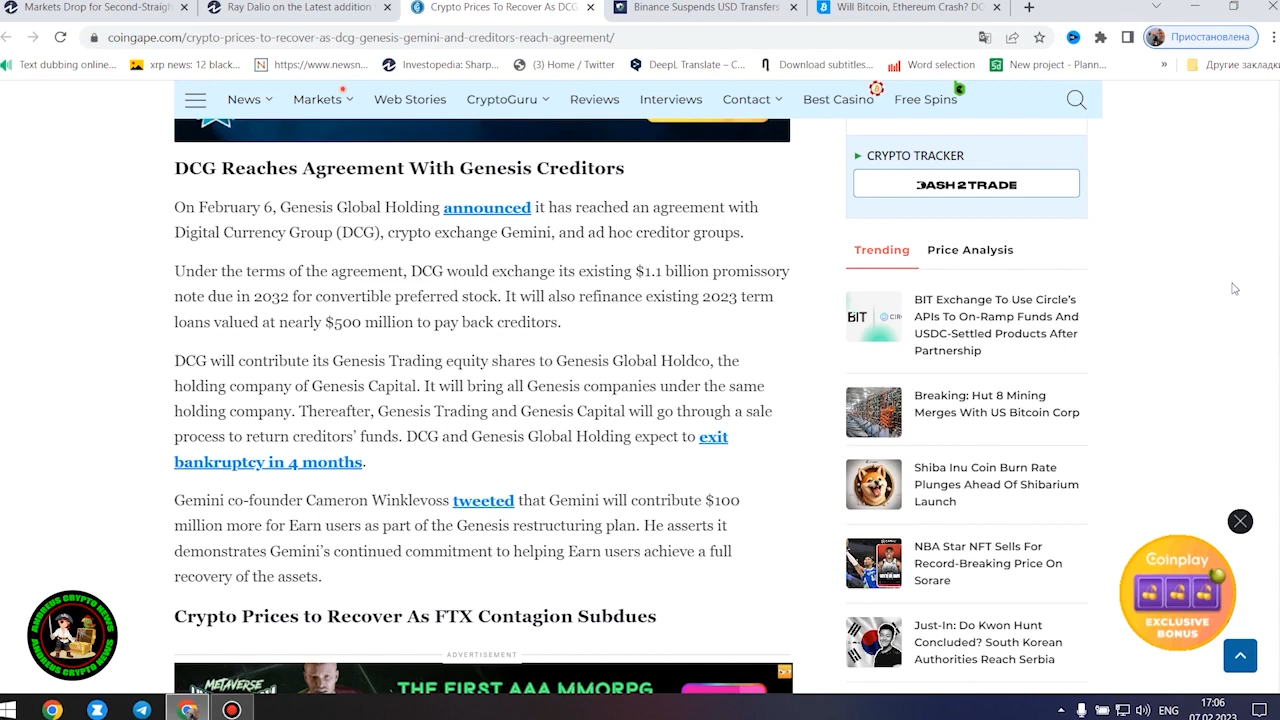 Markets Drop for Second-Straigh
Ray Dalio on the Latest addition
Crypto Prices To Recover As DCG,
Binance Suspends USD Transfers
Will Bitcoin, Ethereum Crash? DC
coingape.com/crypto-prices-to-recover-as-dcg-genesis-gemini-and-creditors-reach-agreement/
Приостановлена
Text dubbing online...
xrp news: 12 black...
https://www.newsn...
Investopedia: Sharp...
(3) Home / Twitter
DeepL Translate – C...
Download subtitles...
Word selection
New project - Plann...
»
Другие закладки
News
Markets
Web Stories
CryptoGuru
Reviews
Interviews
Contact
Best Casino
Free Spins
DCG Reaches Agreement With Genesis Creditors
On February 6, Genesis Global Holding announced it has reached an agreement with
Digital Currency Group (DCG), crypto exchange Gemini, and ad hoc creditor groups.
Under the terms of the agreement, DCG would exchange its existing $1.1 billion promissory
note due in 2032 for convertible preferred stock. It will also refinance existing 2023 term
loans valued at nearly $500 million to pay back creditors.
DCG will contribute its Genesis Trading equity shares to Genesis Global Holdco, the
holding company of Genesis Capital. It will bring all Genesis companies under the same
holding company. Thereafter, Genesis Trading and Genesis Capital will go through a sale
process to return creditors' funds. DCG and Genesis Global Holding expect to exit
bankruptcy in 4 months.
Gemini co-founder Cameron Winklevoss tweeted that Gemini will contribute $100
million more for Earn users as part of the Genesis restructuring plan. He asserts it
demonstrates Gemini's continued commitment to helping Earn users achieve a full
recovery of the assets.
Crypto Prices to Recover As FTX Contagion Subdues
ADVERTISEMENT
METAVERSE
THE FIRST AAA MMORPG
CRYPTO TRACKER
DASH 2 TRADE
Trending
Price Analysis
BIT Exchange To Use Circle's
APIs To On-Ramp Funds And
USDC-Settled Products After
Partnership
Breaking: Hut 8 Mining
Merges With US Bitcoin Corp
Shiba Inu Coin Burn Rate
Plunges Ahead Of Shibarium
Launch
NBA Star NFT Sells For
Record-Breaking Price On
Sorare
Just-In: Do Kwon Hunt
Concluded? South Korean
Authorities Reach Serbia
BIT
CIR
Coinplay
EXCLUSIVE
BONUS
ANDREUS CRYPTO NEWS
ANDREUS CRYPTO NEWS
ENG
17:06
07.02.2023